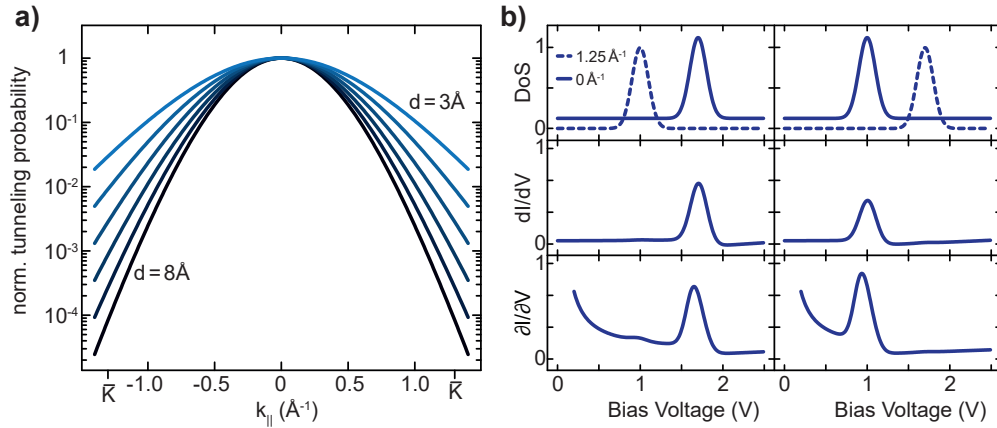 a)
norm. tunneling probability
1
10⁻¹
10⁻²
10⁻³
10⁻⁴
d = 3Å
d = 8Å
K̅ -1.0 -0.5 0 0.5 1.0 K̅
k|| (Å⁻¹)
b)
DoS
1
0
1.25 Å⁻¹
0 Å⁻¹
dI/dV
1
0
∂I/∂V
1
0
0 1 2
0 1 2
Bias Voltage (V)
Bias Voltage (V)